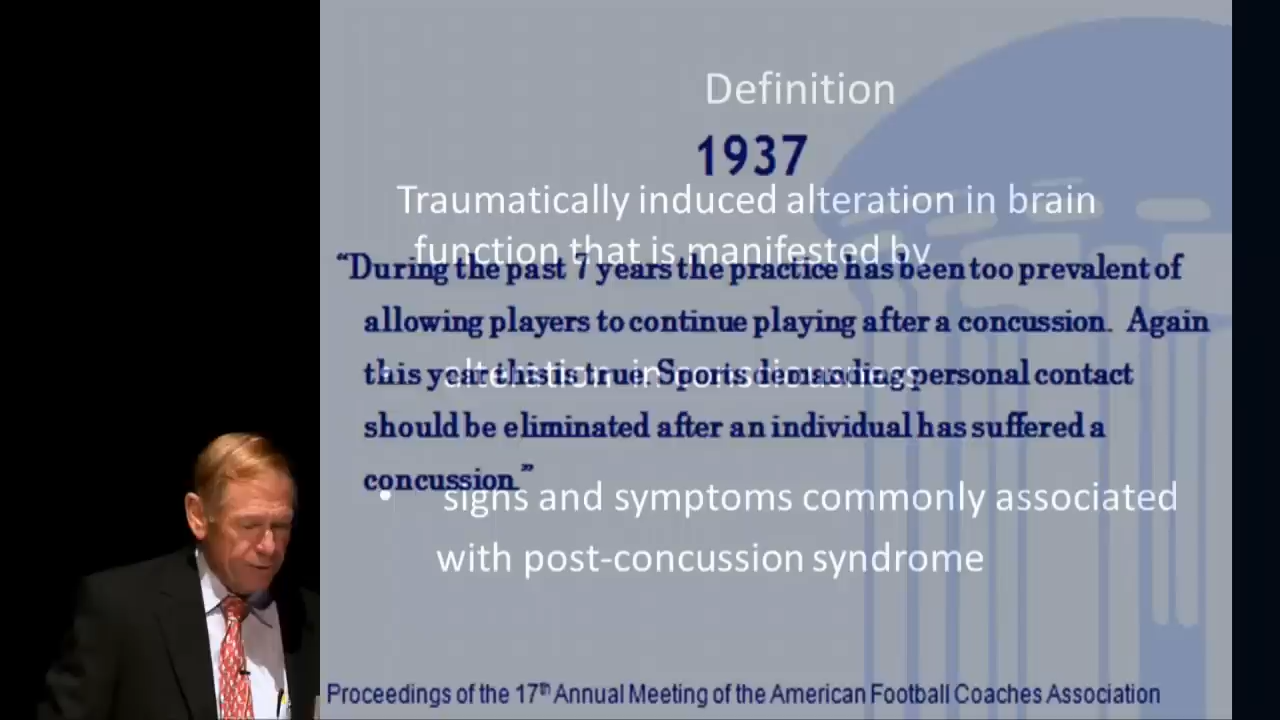 Definition
1937
Traumatically induced alteration in brain
function that is manifested by
“During the past 7 years the practice has been too prevalent of
allowing players to continue playing after a concussion. Again
this year this is true. Sports demanding personal contact
alteration in consciousness
should be eliminated after an individual has suffered a
concussion.”
• signs and symptoms commonly associated
with post-concussion syndrome
Proceedings of the 17th Annual Meeting of the American Football Coaches Association